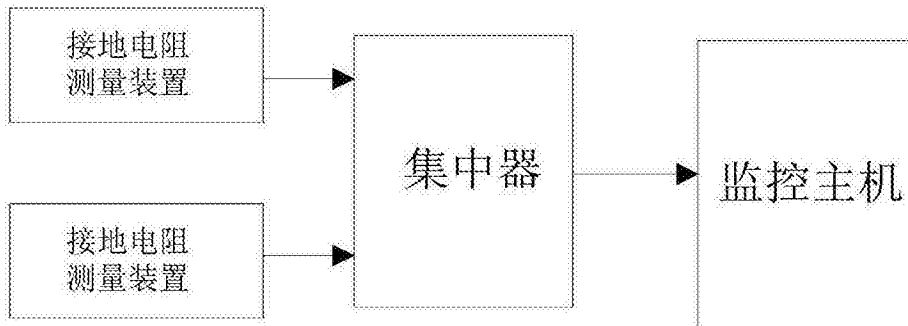 接地电阻
测量装置
接地电阻
测量装置
集中器
监控主机